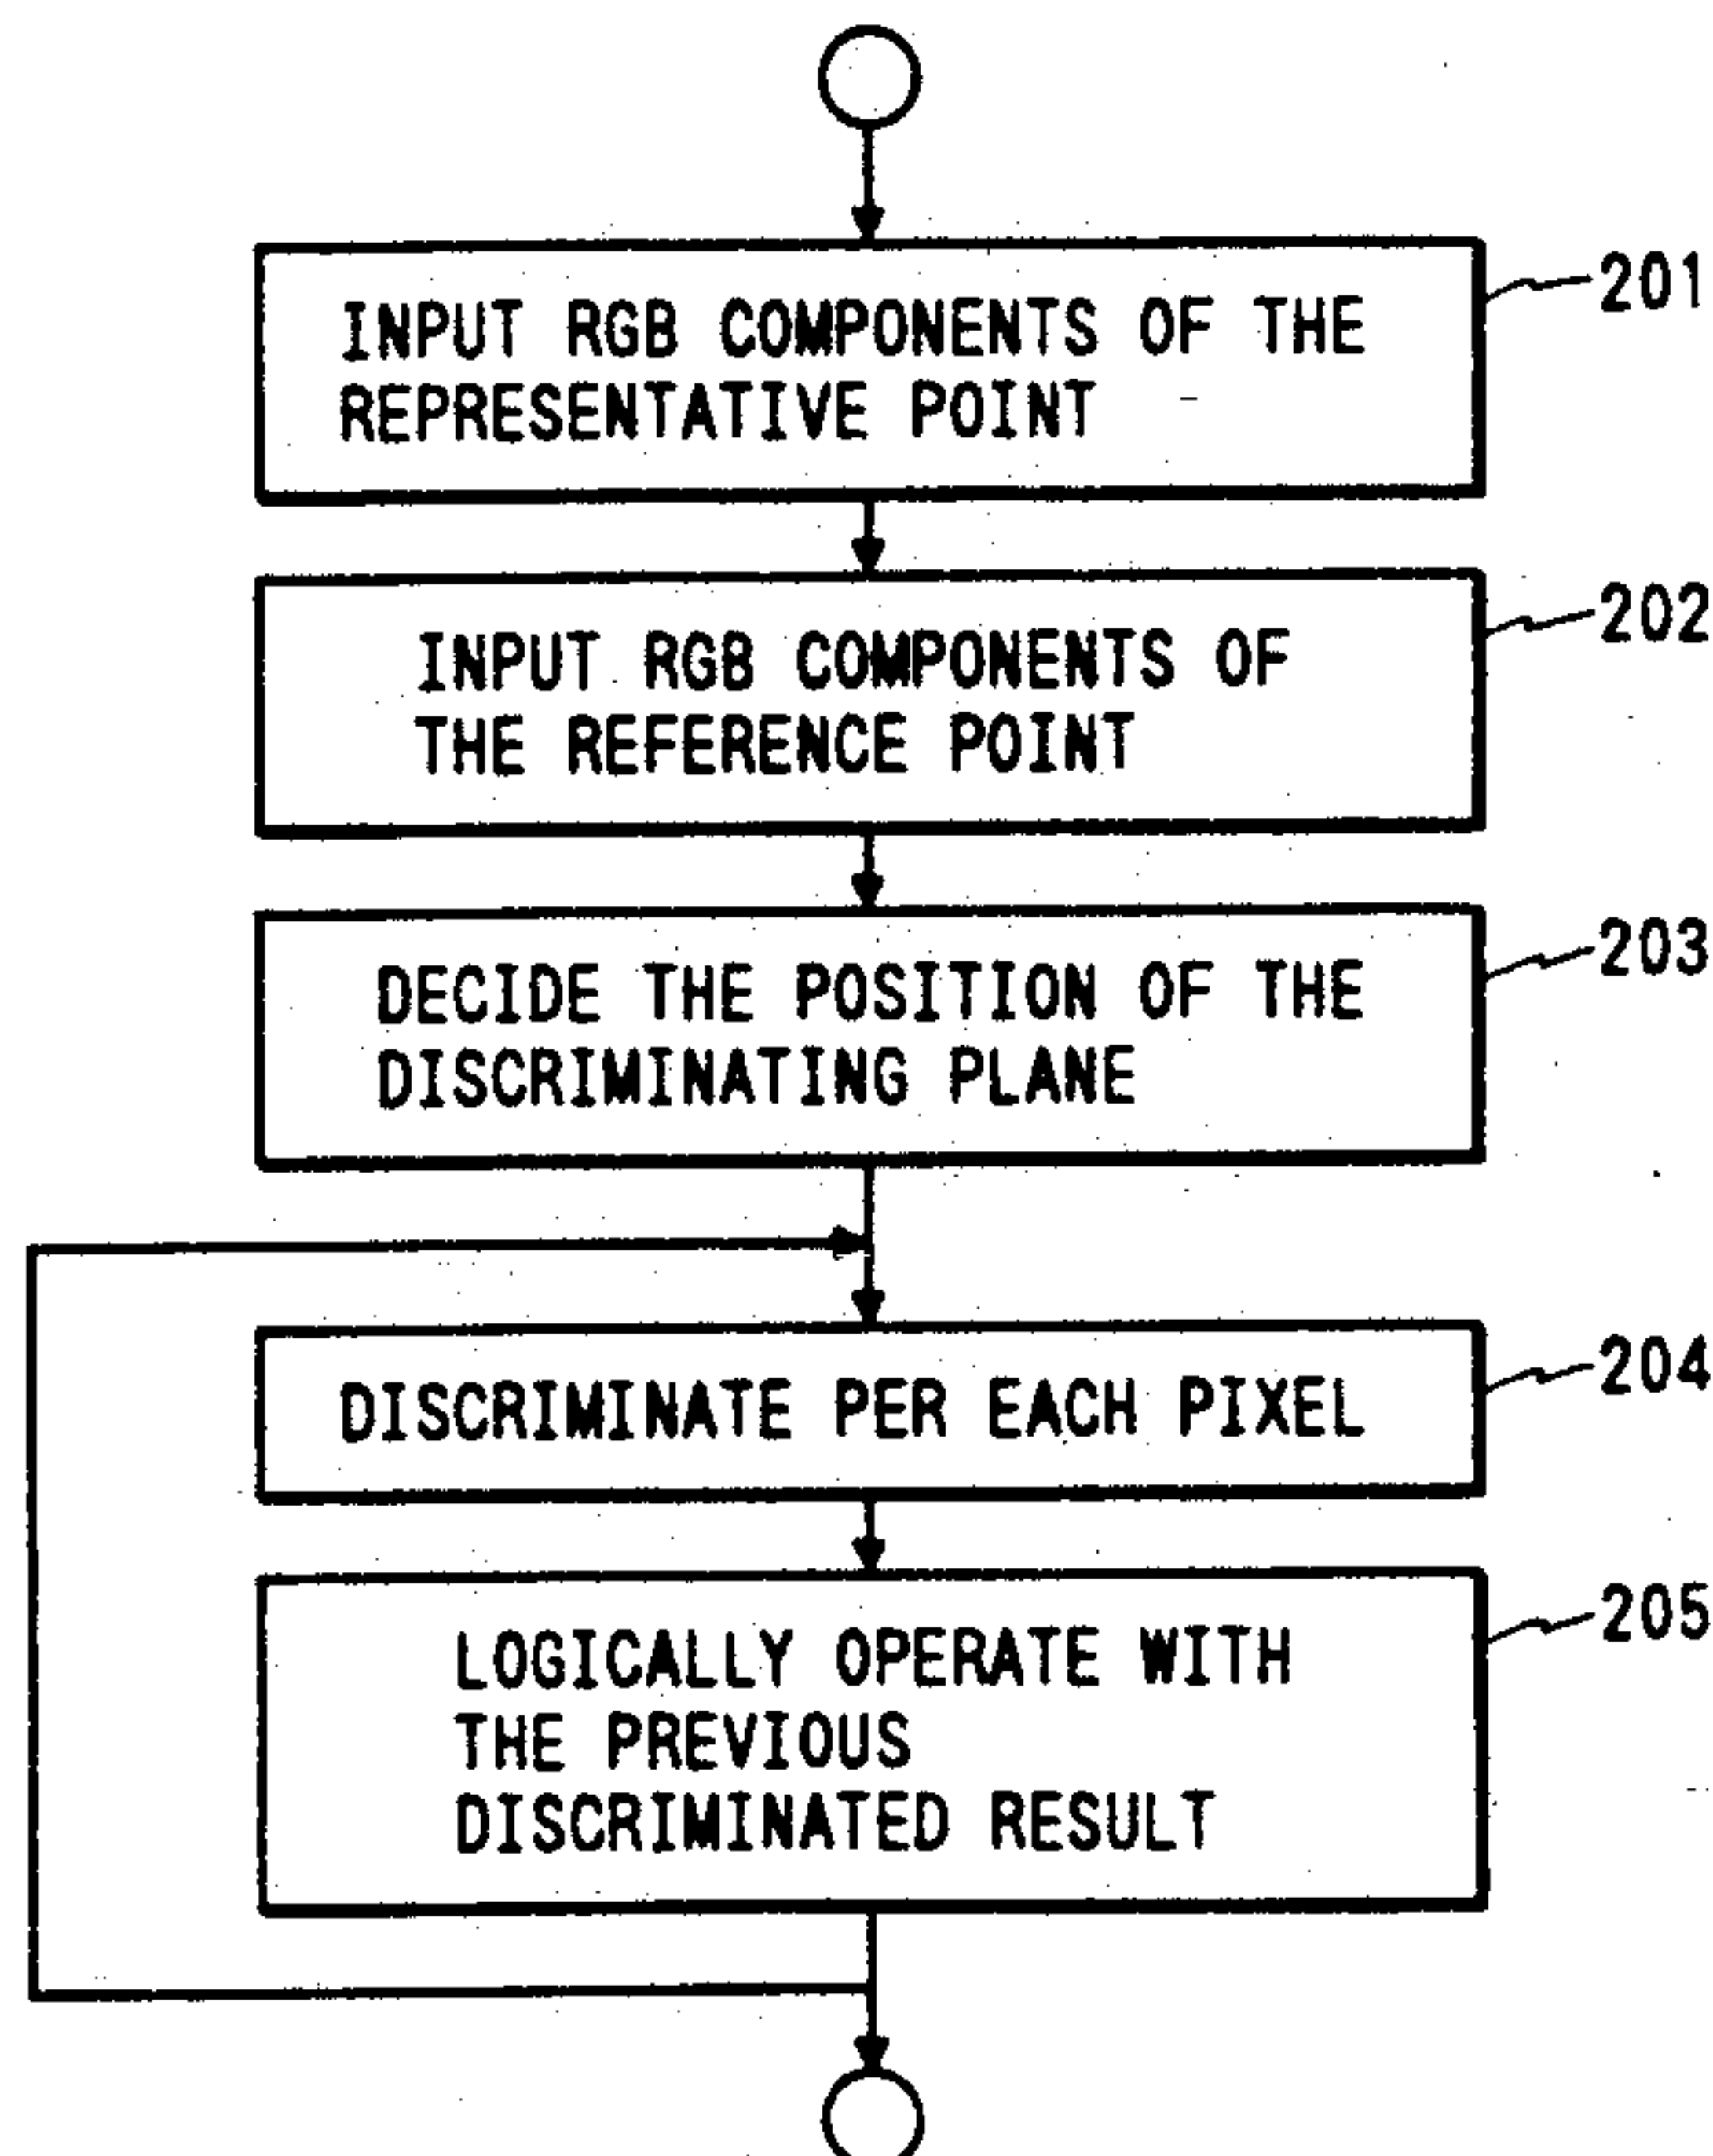 INPUT RGB COMPONENTS OF THE
REPRESENTATIVE POINT
201
INPUT RGB COMPONENTS OF
THE REFERENCE POINT
202
DECIDE THE POSITION OF THE
DISCRIMINATING PLANE
203
DISCRIMINATE PER EACH PIXEL
204
LOGICALLY OPERATE WITH
THE PREVIOUS
DISCRIMINATED RESULT
205